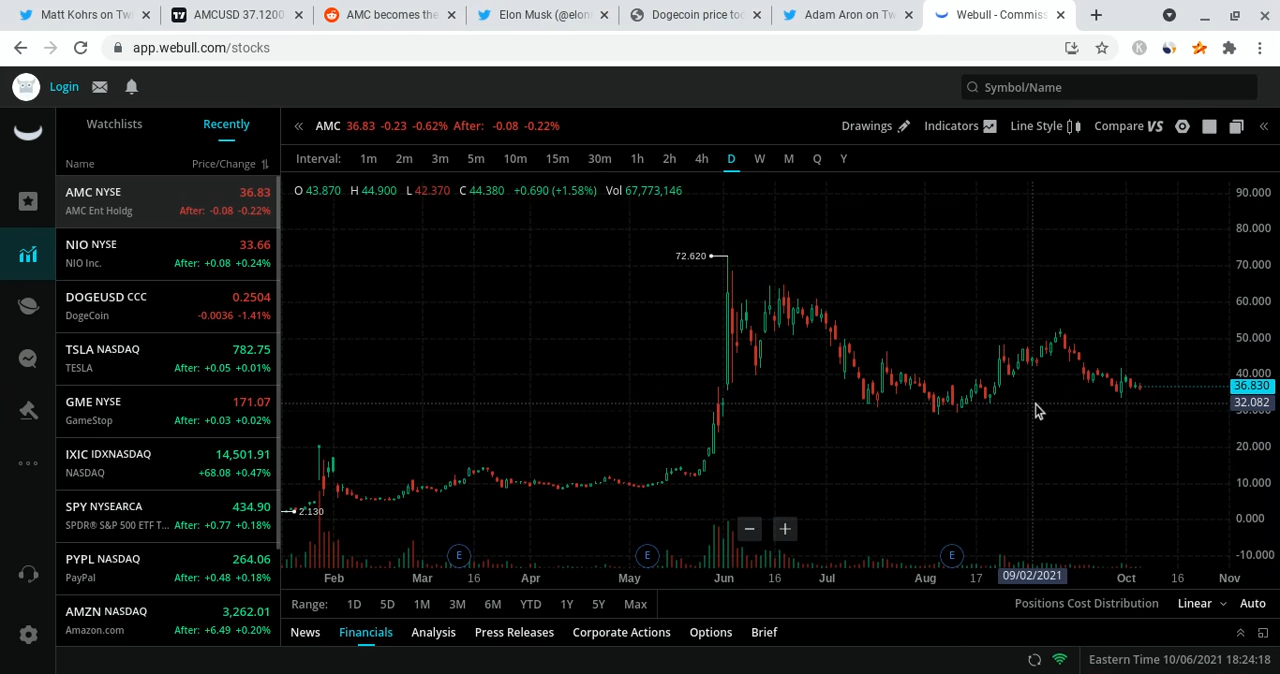 Matt Kohrs on Tw
AMCUSD 37.1200
AMC becomes the
Elon Musk (@elon
Dogecoin price to
Adam Aron on Tw
Webull - Commiss
app.webull.com/stocks
K
Login
Symbol/Name
Watchlists
Recently
Name
Price/Change
AMC NYSE 36.83
AMC Ent Holdg After: -0.08 -0.22%
NIO NYSE 33.66
NIO Inc. After: +0.08 +0.24%
DOGEUSD CCC 0.2504
DogeCoin -0.0036 -1.41%
TSLA NASDAQ 782.75
TESLA After: +0.05 +0.01%
GME NYSE 171.07
GameStop After: +0.03 +0.02%
IXIC IDXNASDAQ 14,501.91
NASDAQ +68.08 +0.47%
SPY NYSEARCA 434.90
SPDR® S&P 500 ETF T... After: +0.77 +0.18%
PYPL NASDAQ 264.06
PayPal After: +0.48 +0.18%
AMZN NASDAQ 3,262.01
Amazon.com After: +6.49 +0.20%
AMC 36.83 -0.23 -0.62% After: -0.08 -0.22%
Drawings Indicators Line Style Compare VS
Interval: 1m 2m 3m 5m 10m 15m 30m 1h 2h 4h D W M Q Y
O 43.870 H 44.900 L 42.370 C 44.380 +0.690 (+1.58%) Vol 67,773,146
90.000
80.000
72.620
70.000
60.000
50.000
40.000
36.830
32.082
20.000
10.000
2.130
0.000
-10.000
E E E
Feb Mar 16 Apr May Jun 16 Jul Aug 17 09/02/2021 Oct 16 Nov
Range: 1D 5D 1M 3M 6M YTD 1Y 5Y Max
Positions Cost Distribution Linear Auto
News Financials Analysis Press Releases Corporate Actions Options Brief
Eastern Time 10/06/2021 18:24:18